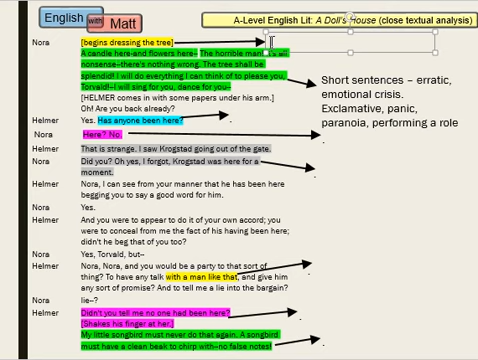 English with Matt
A-Level English Lit: A Doll's House (close textual analysis)
Nora [begins dressing the tree]
A candle here-and flowers here-- The horrible man! It's all
nonsense--there's nothing wrong. The tree shall be
splendid! I will do everything I can think of to please you,
Torvald!--I will sing for you, dance for you--
[HELMER comes in with some papers under his arm.]
Oh! Are you back already?
Helmer Yes. Has anyone been here?
Nora Here? No.
Helmer That is strange. I saw Krogstad going out of the gate.
Nora Did you? Oh yes, I forgot, Krogstad was here for a
moment.
Helmer Nora, I can see from your manner that he has been here
begging you to say a good word for him.
Nora Yes.
Helmer And you were to appear to do it of your own accord; you
were to conceal from me the fact of his having been here;
didn't he beg that of you too?
Nora Yes, Torvald, but--
Helmer Nora, Nora, and you would be a party to that sort of
thing? To have any talk with a man like that, and give him
any sort of promise? And to tell me a lie into the bargain?
Nora lie--?
Helmer Didn't you tell me no one had been here?
[Shakes his finger at her.]
My little songbird must never do that again. A songbird
must have a clean beak to chirp with--no false notes!
Short sentences – erratic,
emotional crisis.
Exclamative, panic,
paranoia, performing a role